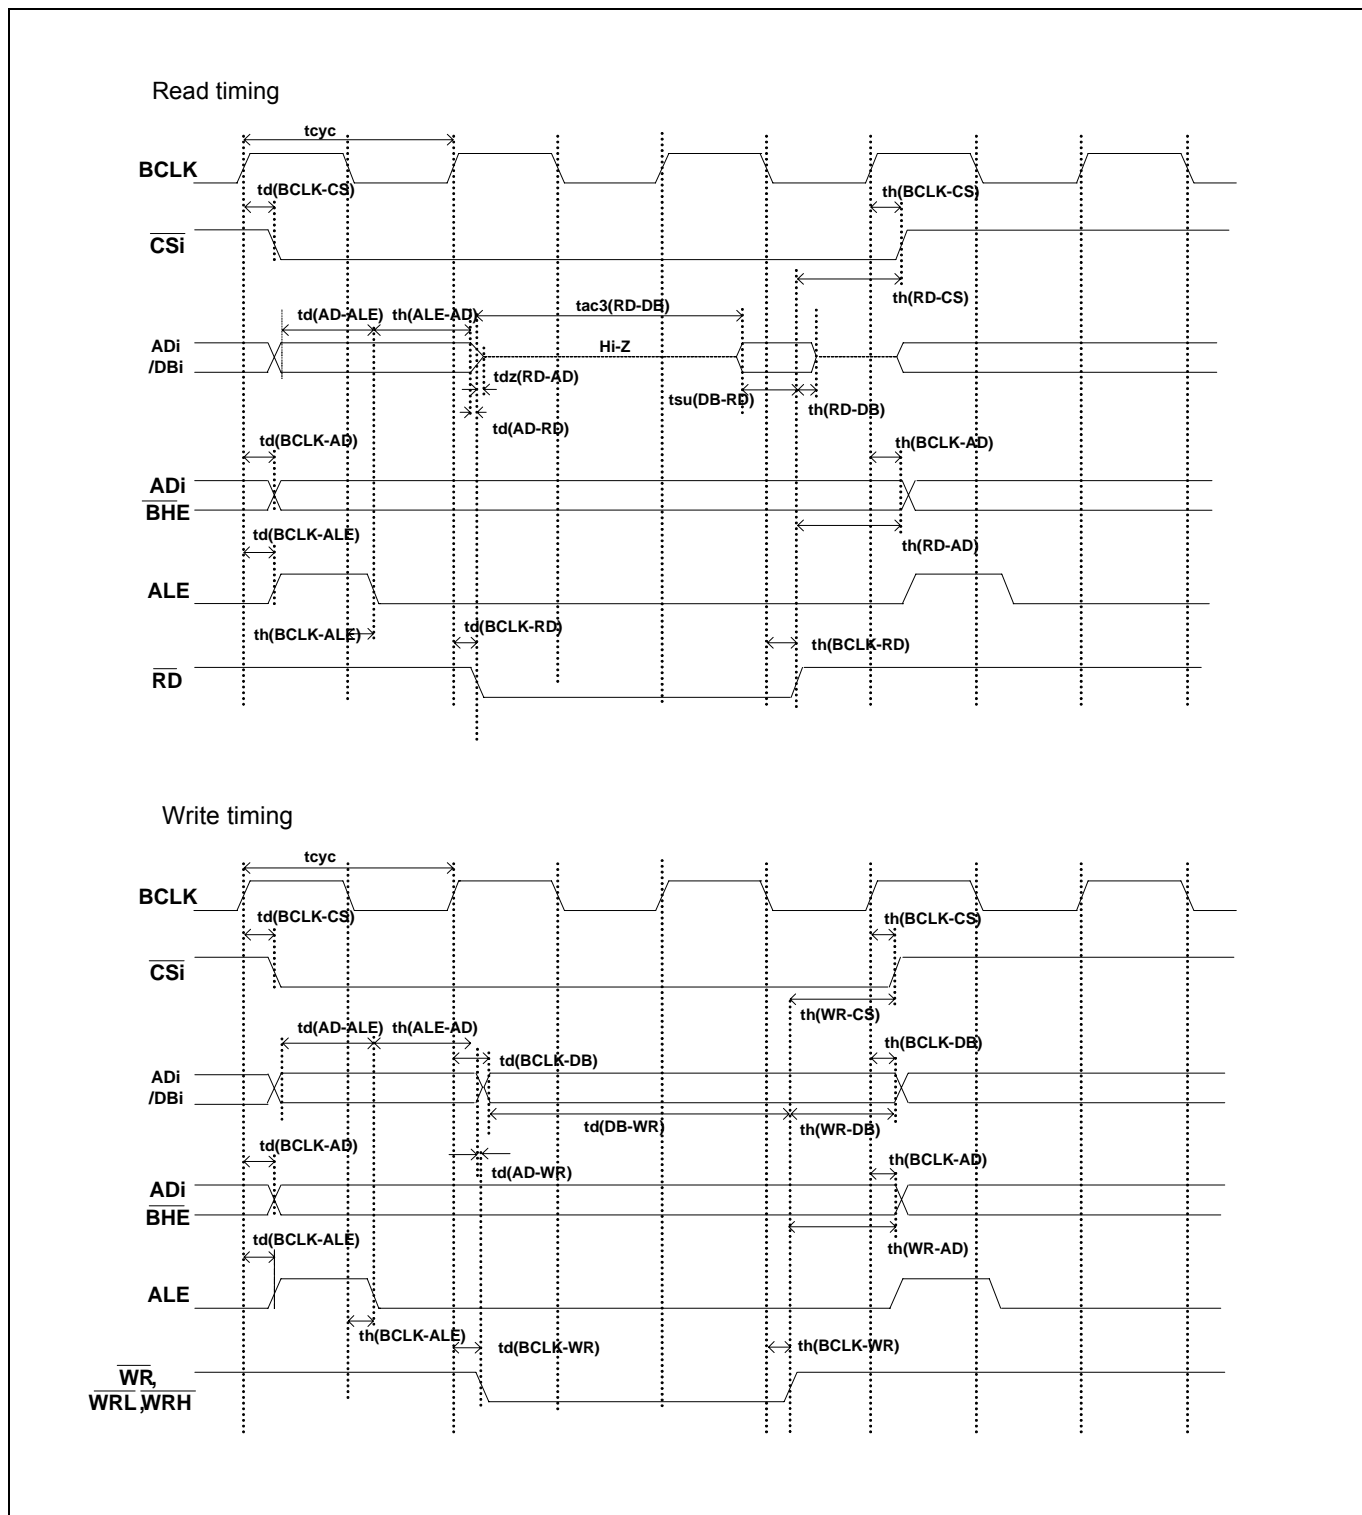 Read timing
tcyc
BCLK
td(BCLK-CS)
th(BCLK-CS)
CSi
th(RD-CS)
tac3(RD-DB)
td(AD-ALE)
th(ALE-AD)
ADi
/DBi
Hi-Z
tdz(RD-AD)
tsu(DB-RD)
th(RD-DB)
td(AD-RD)
td(BCLK-AD)
th(BCLK-AD)
ADi
BHE
td(BCLK-ALE)
th(RD-AD)
ALE
th(BCLK-ALE)
td(BCLK-RD)
th(BCLK-RD)
RD
Write timing
tcyc
BCLK
td(BCLK-CS)
th(BCLK-CS)
CSi
th(WR-CS)
td(AD-ALE)
th(ALE-AD)
td(BCLK-DB)
th(BCLK-DB)
ADi
/DBi
td(DB-WR)
th(WR-DB)
td(BCLK-AD)
td(AD-WR)
th(BCLK-AD)
ADi
BHE
td(BCLK-ALE)
th(WR-AD)
ALE
th(BCLK-ALE)
td(BCLK-WR)
th(BCLK-WR)
WR,
WRL,WRH